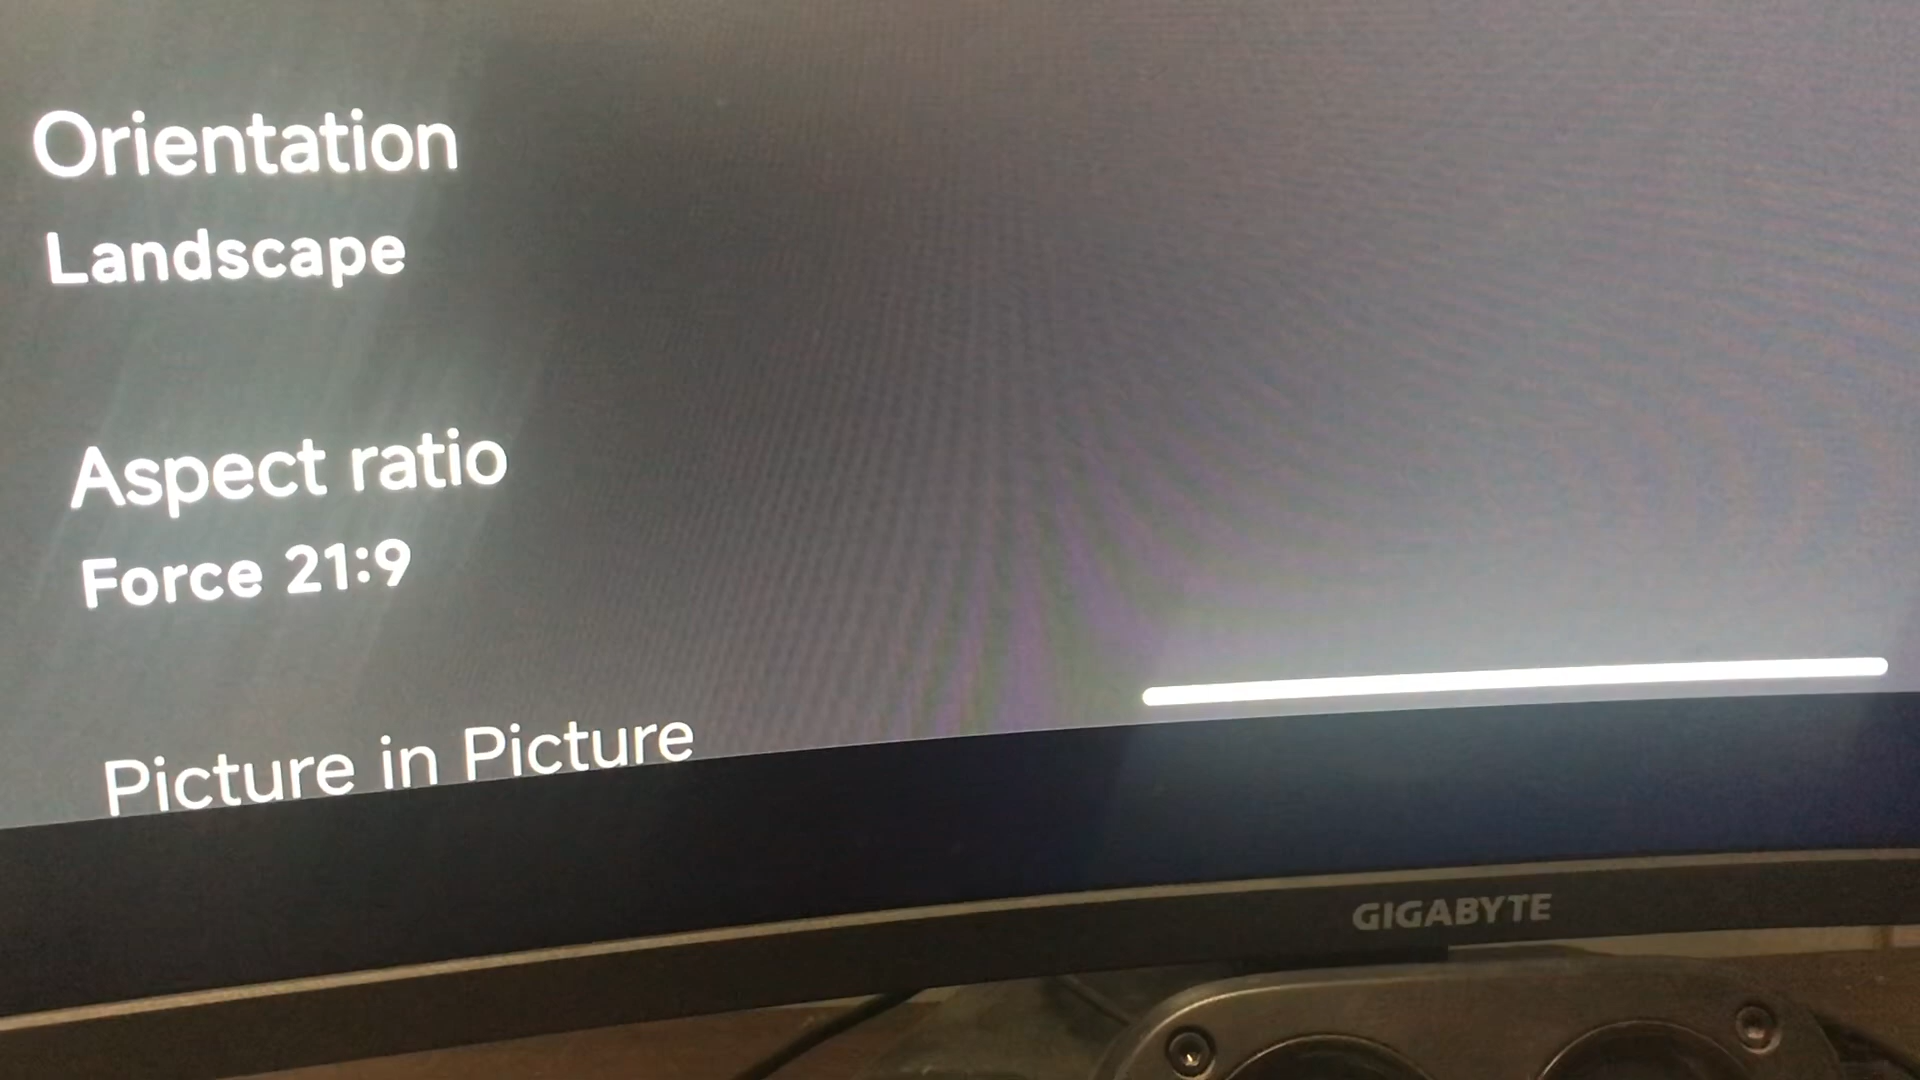 Orientation
Landscape
Aspect ratio
Force 21:9
Picture in Picture
GIGABYTE